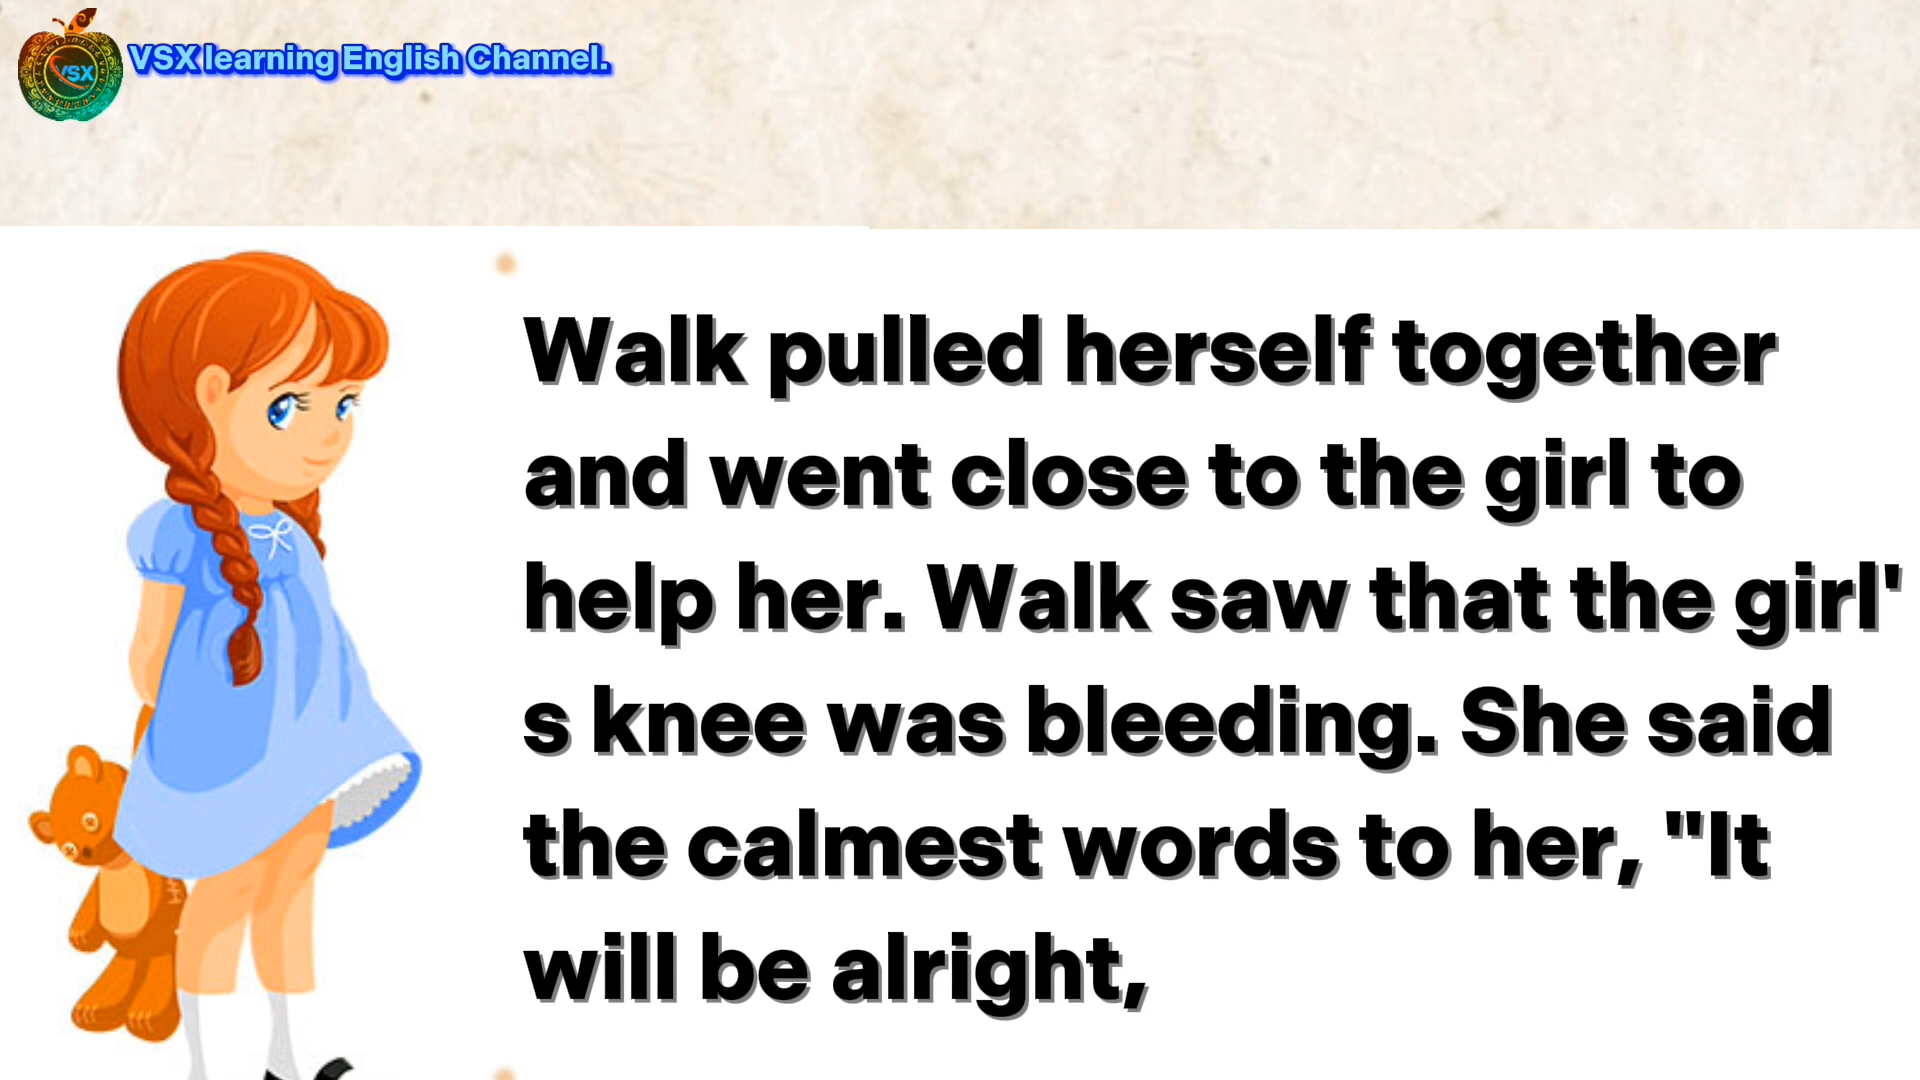 VSX learning English Channel.
VSX
Walk pulled herself together
and went close to the girl to
help her. Walk saw that the girl'
s knee was bleeding. She said
the calmest words to her, "It
will be alright,